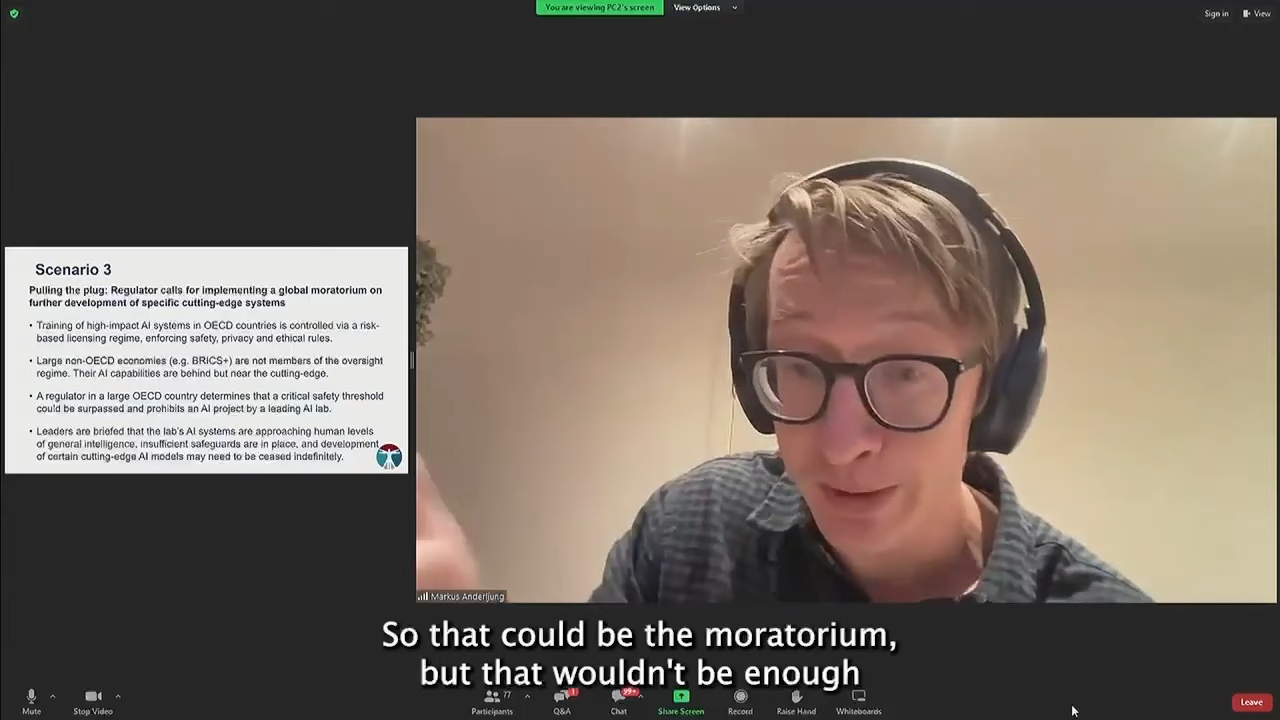 You are viewing PC2's screen
View Options
Sign in
View
Scenario 3
Pulling the plug: Regulator calls for implementing a global moratorium on
further development of specific cutting-edge systems
• Training of high-impact AI systems in OECD countries is controlled via a risk-
based licensing regime, enforcing safety, privacy and ethical rules.
• Large non-OECD economies (e.g. BRICS+) are not members of the oversight
regime. Their AI capabilities are behind but near the cutting-edge.
• A regulator in a large OECD country determines that a critical safety threshold
could be surpassed and prohibits an AI project by a leading AI lab.
• Leaders are briefed that the lab's AI systems are approaching human levels
of general intelligence, insufficient safeguards are in place, and development
of certain cutting-edge AI models may need to be ceased indefinitely.
Markus Anderljung
So that could be the moratorium,
but that wouldn't be enough
77
1
99+
Mute
Stop Video
Participants
Q&A
Chat
Share Screen
Record
Raise Hand
Whiteboards
Leave